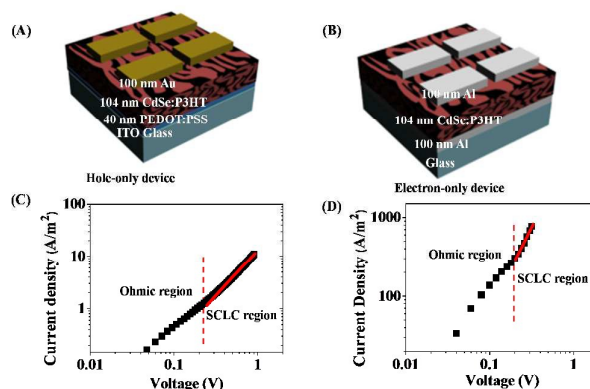 (A)
100 nm Au
104 nm CdSe:P3HT
40 nm PEDOT:PSS
ITO Glass
Hole-only device
(B)
100 nm Al
104 nm CdSe:P3HT
100 nm Al
Glass
Electron-only device
(C)
Current density (A/m²)
100
10
1
Ohmic region
SCLC region
0.01
0.1
1
Voltage (V)
(D)
Current Density (A/m²)
1000
100
Ohmic region
SCLC region
0.01
0.1
1
Voltage (V)